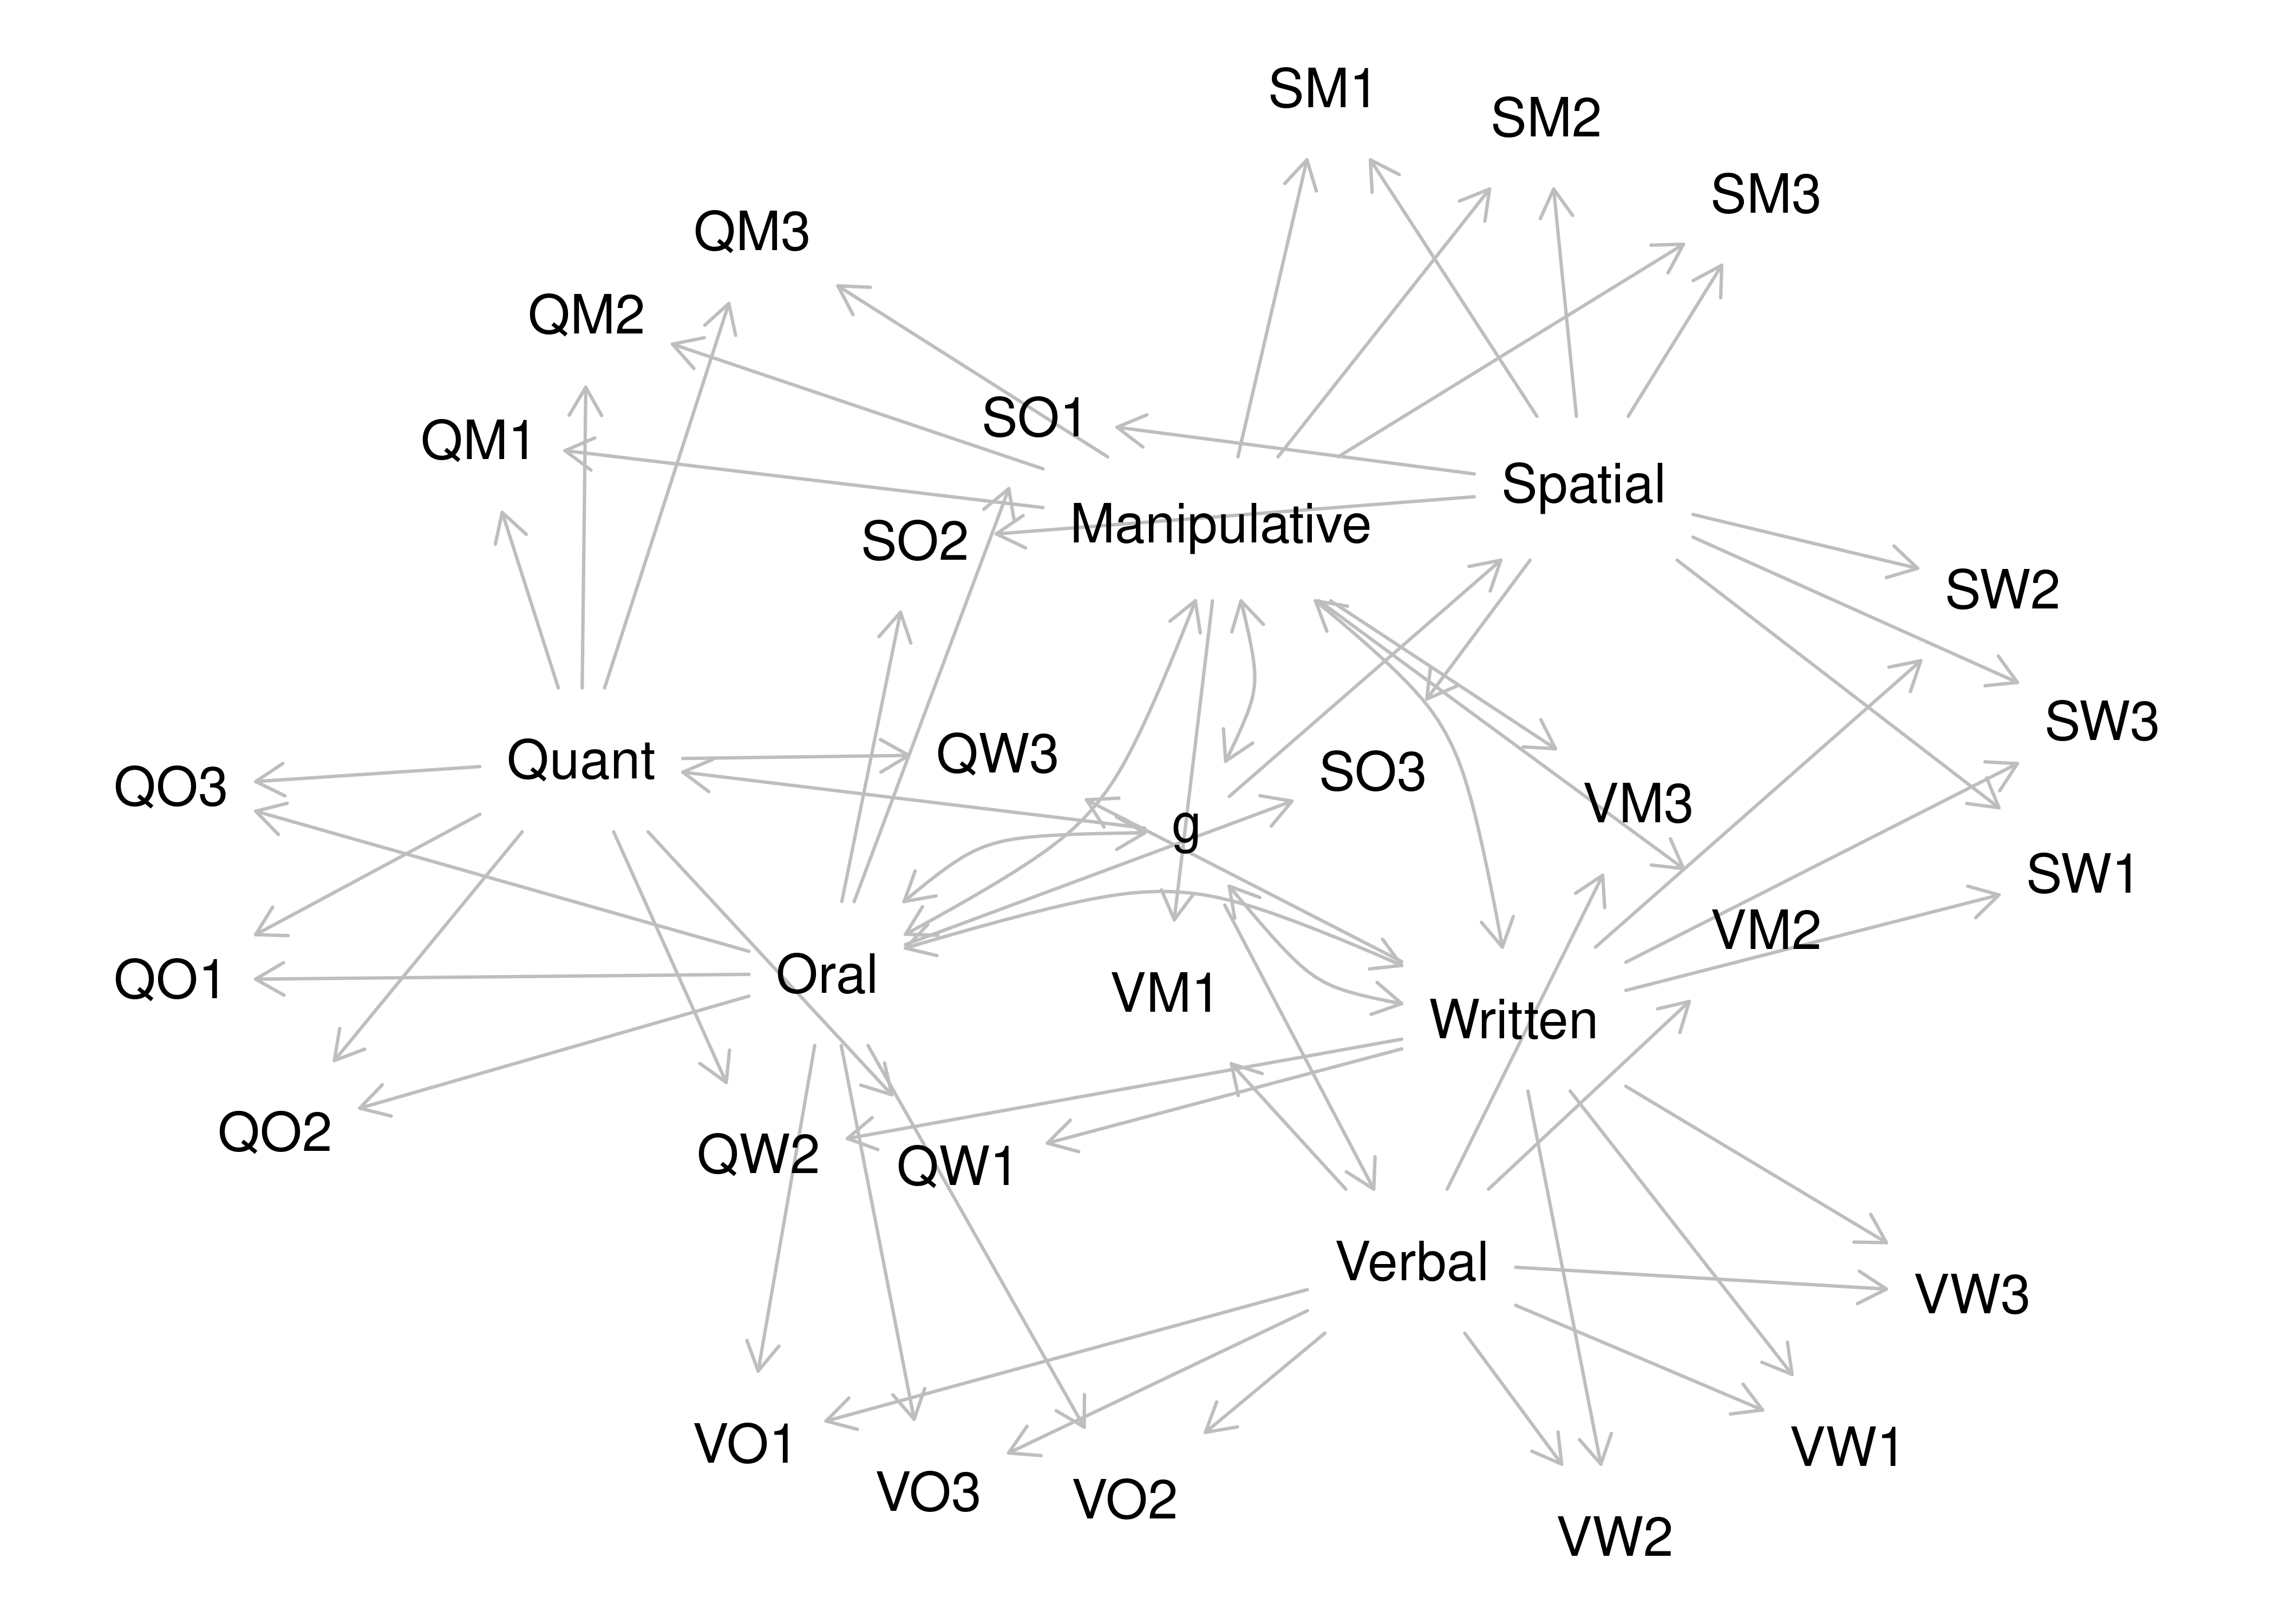 SM1
SM2
SM3
QM3
QM2
SO1
QM1
Spatial
Manipulative
SO2
SW2
SW3
QW3
Quant
SO3
QO3
VM3
g
SW1
VM2
Oral
QO1
VM1
Written
QO2
QW2
QW1
Verbal
VW3
VO1
VW1
VO3
VO2
VW2